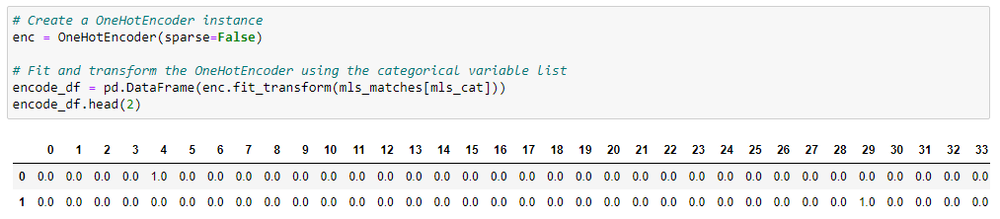 # Create a OneHotEncoder instance
enc = OneHotEncoder(sparse=False)
# Fit and transform the OneHotEncoder using the categorical variable list
encode_df = pd.DataFrame(enc.fit_transform(mls_matches[mls_cat]))
encode_df.head(2)
0 1 2 3 4 5 6 7 8 9 10 11 12 13 14 15 16 17 18 19 20 21 22 23 24 25 26 27 28 29 30 31 32 33
0 0.0 0.0 0.0 0.0 1.0 0.0 0.0 0.0 0.0 0.0 0.0 0.0 0.0 0.0 0.0 0.0 0.0 0.0 0.0 0.0 0.0 0.0 0.0 0.0 0.0 0.0 0.0 0.0 0.0 0.0 0.0 0.0 0.0 0.0
1 0.0 0.0 0.0 0.0 0.0 0.0 0.0 0.0 0.0 0.0 0.0 0.0 0.0 0.0 0.0 0.0 0.0 0.0 0.0 0.0 0.0 0.0 0.0 0.0 0.0 0.0 0.0 0.0 0.0 1.0 0.0 0.0 0.0 0.0